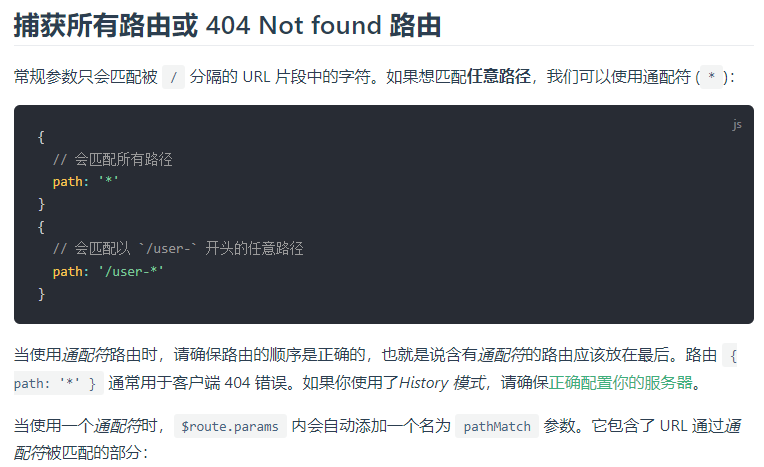 捕获所有路由或 404 Not found 路由
常规参数只会匹配被 / 分隔的 URL 片段中的字符。如果想匹配任意路径，我们可以使用通配符 (*)：
js
{
  // 会匹配所有路径
  path: '*'
}
{
  // 会匹配以 `/user-` 开头的任意路径
  path: '/user-*'
}
当使用通配符路由时，请确保路由的顺序是正确的，也就是说含有通配符的路由应该放在最后。路由 {
path: '*' } 通常用于客户端 404 错误。如果你使用了History 模式，请确保正确配置你的服务器。
当使用一个通配符时，$route.params 内会自动添加一个名为 pathMatch 参数。它包含了 URL 通过通
配符被匹配的部分：